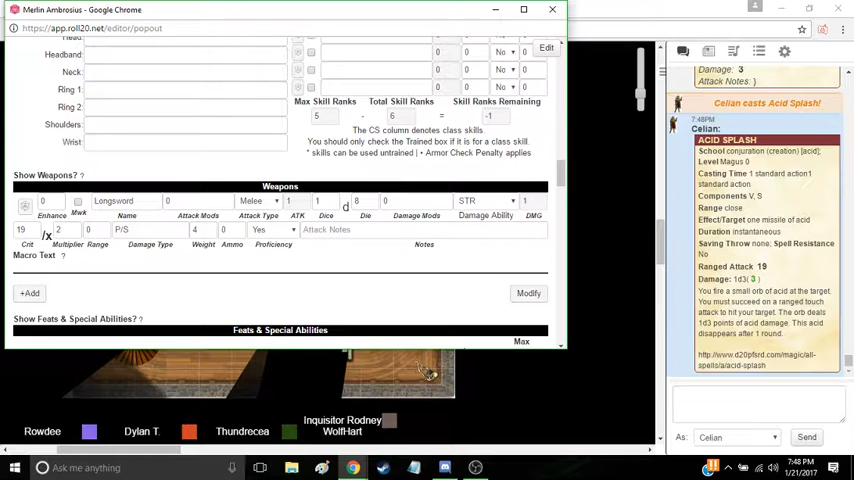 Merlin Ambrosius - Google Chrome
https://app.roll20.net/editor/popout
Edit
Head:
Headband:
Neck:
Ring 1:
Ring 2:
Shoulders:
Wrist:
0 No 0
0 No 0
0 No 0
Max Skill Ranks Total Skill Ranks Skill Ranks Remaining
5 - 6 = -1
The CS column denotes class skills.
You should only check the Trained box if it is for a class skill.
* skills can be used untrained | • Armor Check Penalty applies
Show Weapons? ?
Weapons
0 Longsword 0 Melee 1 1 d 8 0 STR 1
Enhance Mwk Name Attack Mods Attack Type ATK Dice Die Damage Mods Damage Ability DMG
19 /x 2 0 P/S 4 0 Yes Attack Notes
Crit Multiplier Range Damage Type Weight Ammo Proficiency Notes
Macro Text ?
+Add Modify
Show Feats & Special Abilities? ?
Feats & Special Abilities
Max
Rowdee
Dylan T.
Thundrecea
Inquisitor Rodney
WolfHart
Damage: 3
Attack Notes: }
Celian casts Acid Splash!
7:48PM
Celian:
ACID SPLASH
School conjuration (creation) [acid];
Level Magus 0
Casting Time 1 standard action1
standard action
Components V, S
Range close
Effect/Target one missile of acid
Duration instantaneous
Saving Throw none; Spell Resistance
No
Ranged Attack 19
Damage: 1d3( 3 )
You fire a small orb of acid at the target.
You must succeed on a ranged touch
attack to hit your target. The orb deals
1d3 points of acid damage. This acid
disappears after 1 round.
http://www.d20pfsrd.com/magic/all-
spells/a/acid-splash
As: Celian Send
Ask me anything
7:48 PM
1/21/2017